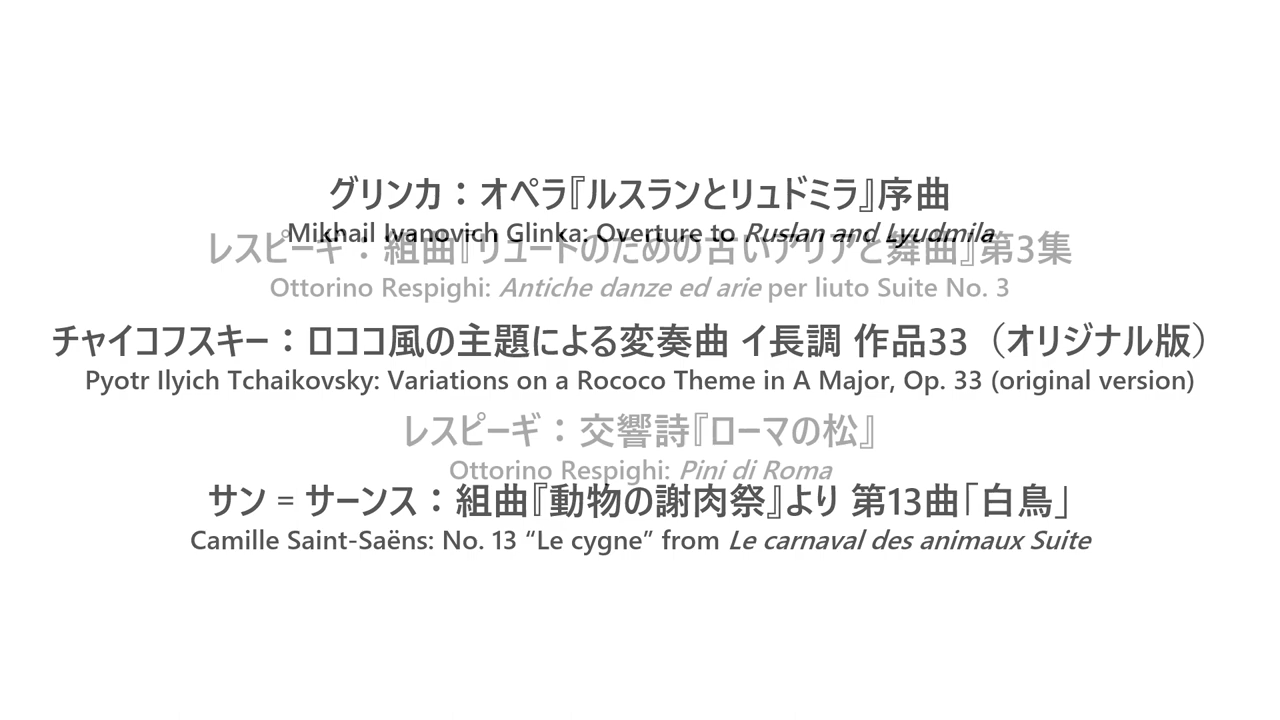 グリンカ：オペラ『ルスランとリュドミラ』序曲
Mikhail Ivanovich Glinka: Overture to Ruslan and Lyudmila
レスピーギ：組曲『リュートのための古いアリアと舞曲』第3集
Ottorino Respighi: Antiche danze ed arie per liuto Suite No. 3
チャイコフスキー：ロココ風の主題による変奏曲 イ長調 作品33（オリジナル版）
Pyotr Ilyich Tchaikovsky: Variations on a Rococo Theme in A Major, Op. 33 (original version)
レスピーギ：交響詩『ローマの松』
Ottorino Respighi: Pini di Roma
サン＝サーンス：組曲『動物の謝肉祭』より 第13曲「白鳥」
Camille Saint-Saëns: No. 13 “Le cygne” from Le carnaval des animaux Suite